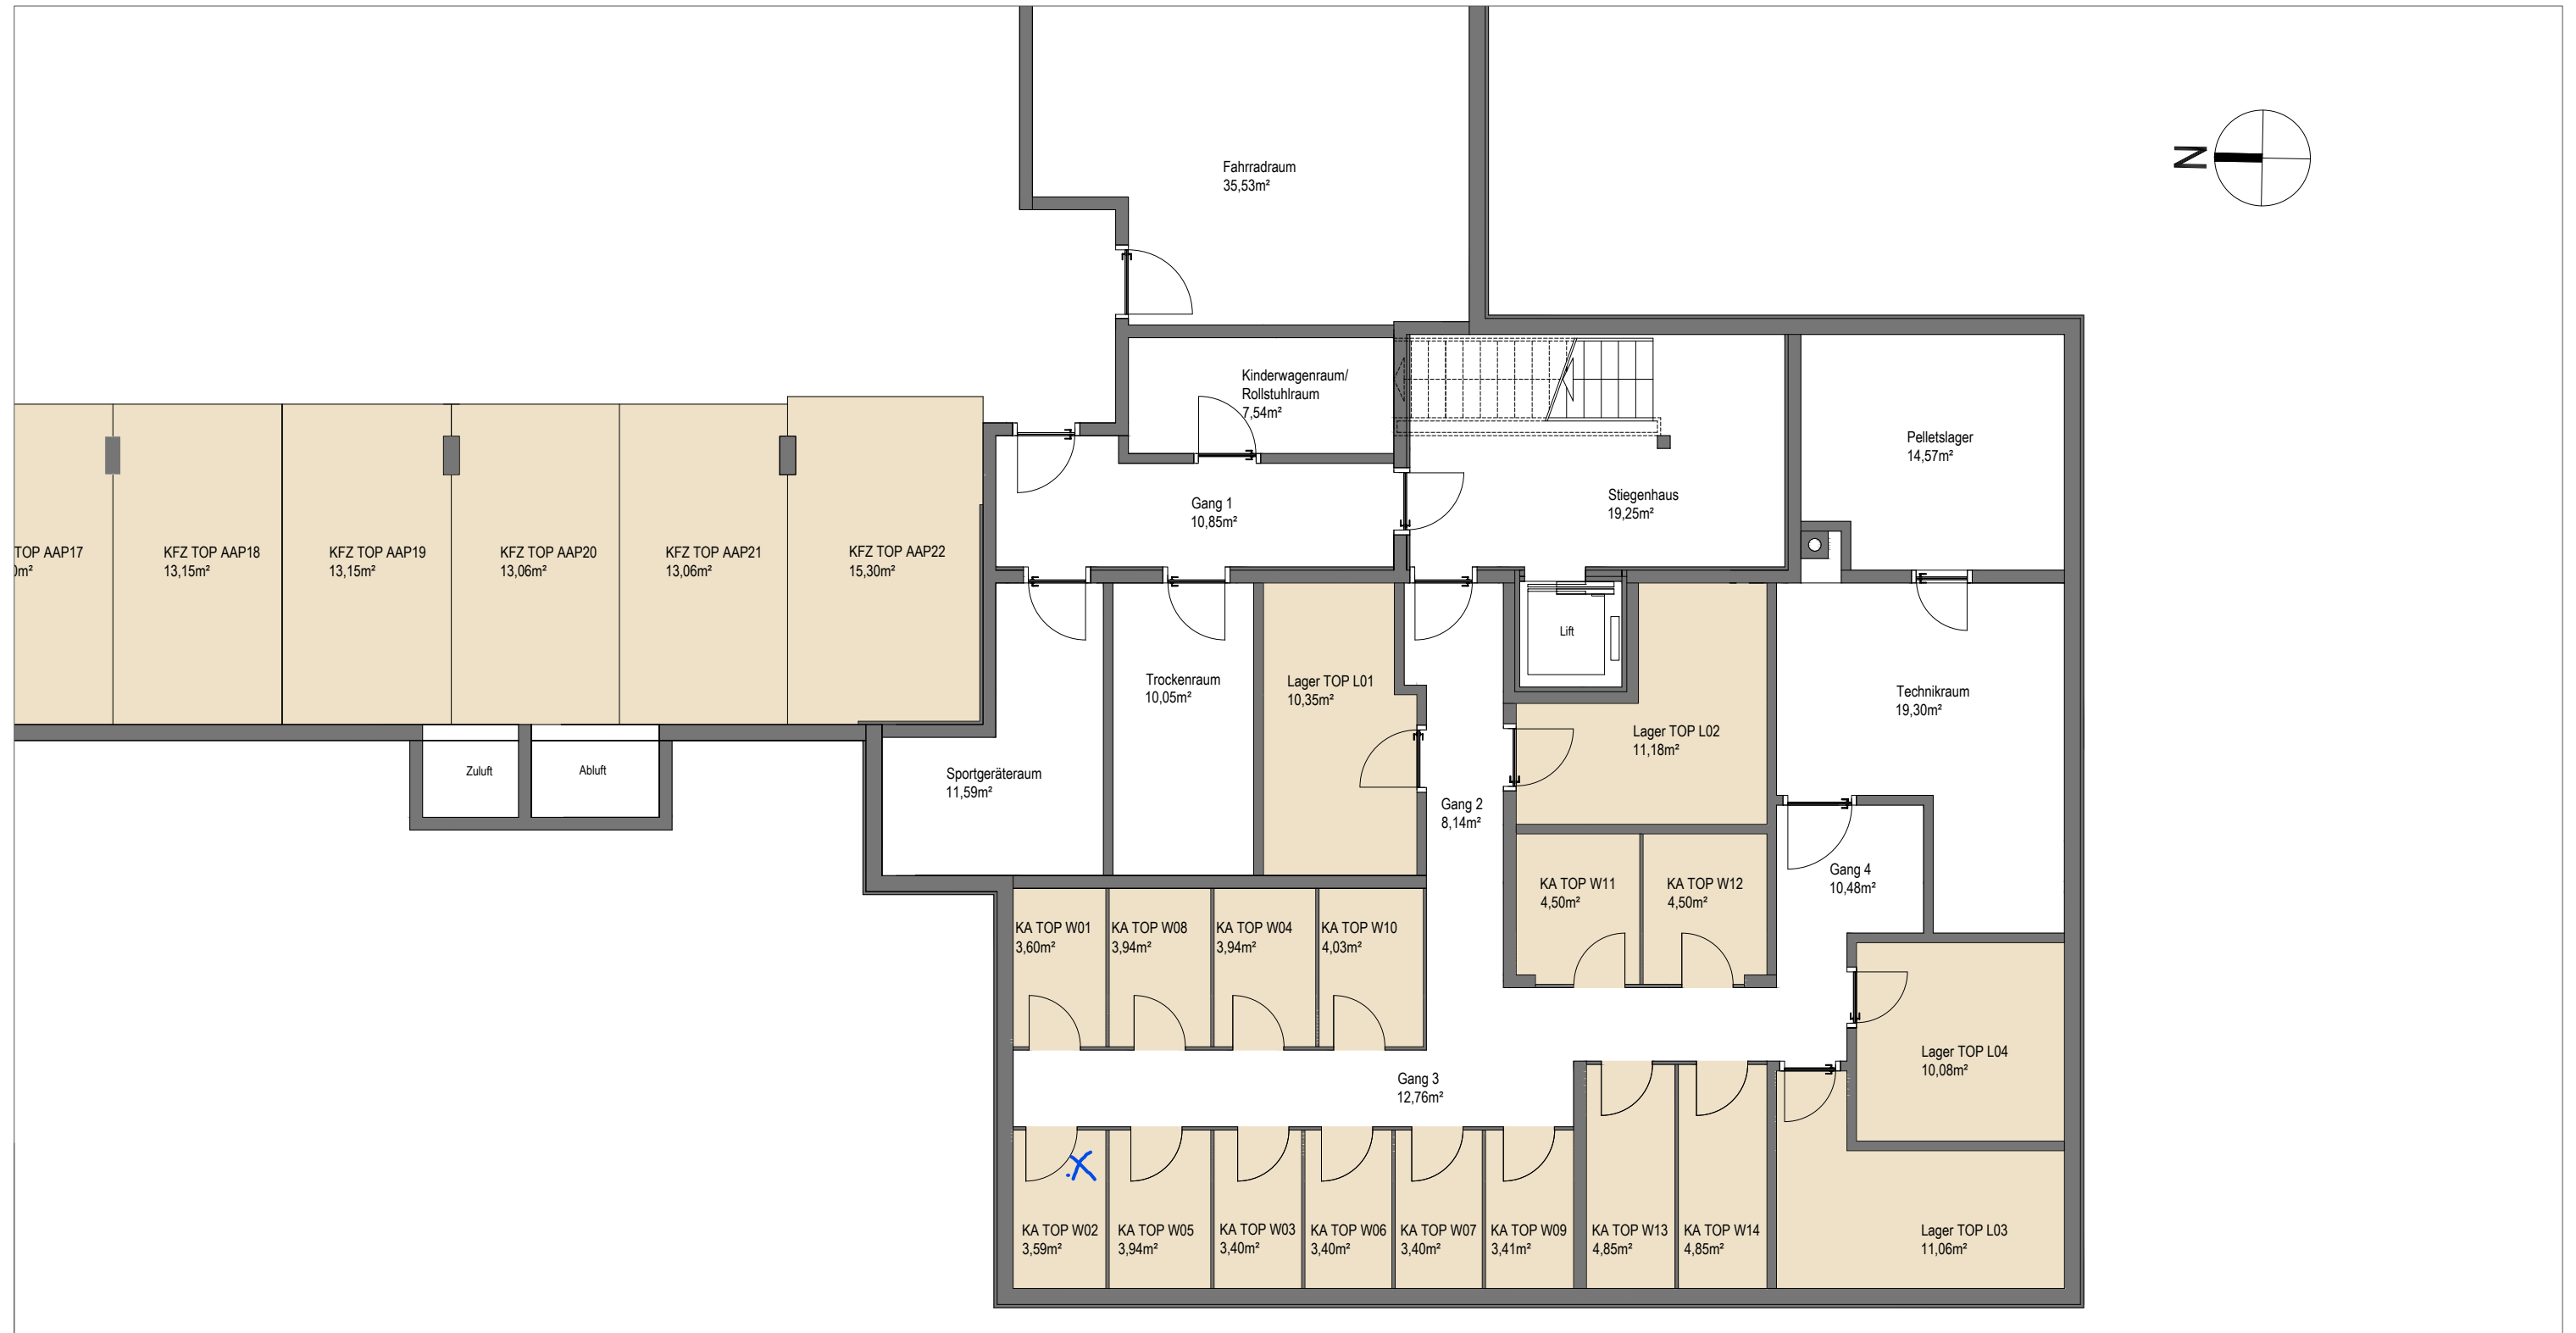 Fahrradraum
35,53m²
N
Kinderwagenraum/
Rollstuhlraum
7,54m²
Pelletslager
14,57m²
Gang 1
10,85m²
Stiegenhaus
19,25m²
TOP AAP17
m²
KFZ TOP AAP18
13,15m²
KFZ TOP AAP19
13,15m²
KFZ TOP AAP20
13,06m²
KFZ TOP AAP21
13,06m²
KFZ TOP AAP22
15,30m²
Lift
Trockenraum
10,05m²
Lager TOP L01
10,35m²
Technikraum
19,30m²
Lager TOP L02
11,18m²
Zuluft
Abluft
Sportgeräteraum
11,59m²
Gang 2
8,14m²
Gang 4
10,48m²
KA TOP W11
4,50m²
KA TOP W12
4,50m²
KA TOP W01
3,60m²
KA TOP W08
3,94m²
KA TOP W04
3,94m²
KA TOP W10
4,03m²
Lager TOP L04
10,08m²
Gang 3
12,76m²
X
KA TOP W02
3,59m²
KA TOP W05
3,94m²
KA TOP W03
3,40m²
KA TOP W06
3,40m²
KA TOP W07
3,40m²
KA TOP W09
3,41m²
KA TOP W13
4,85m²
KA TOP W14
4,85m²
Lager TOP L03
11,06m²